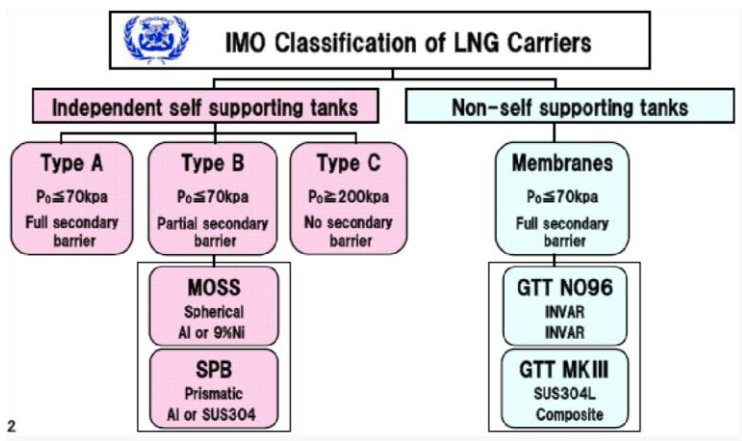 IMO Classification of LNG Carriers
Independent self supporting tanks
Non-self supporting tanks
Type A
P₀≦70kpa
Full secondary
barrier
Type B
P₀≦70kpa
Partial secondary
barrier
Type C
P₀≧200kpa
No secondary
barrier
Membranes
P₀≦70kpa
Full secondary
barrier
MOSS
Spherical
Al or 9%Ni
SPB
Prismatic
Al or SUS304
GTT NO96
INVAR
INVAR
GTT MKIII
SUS304L
Composite
2